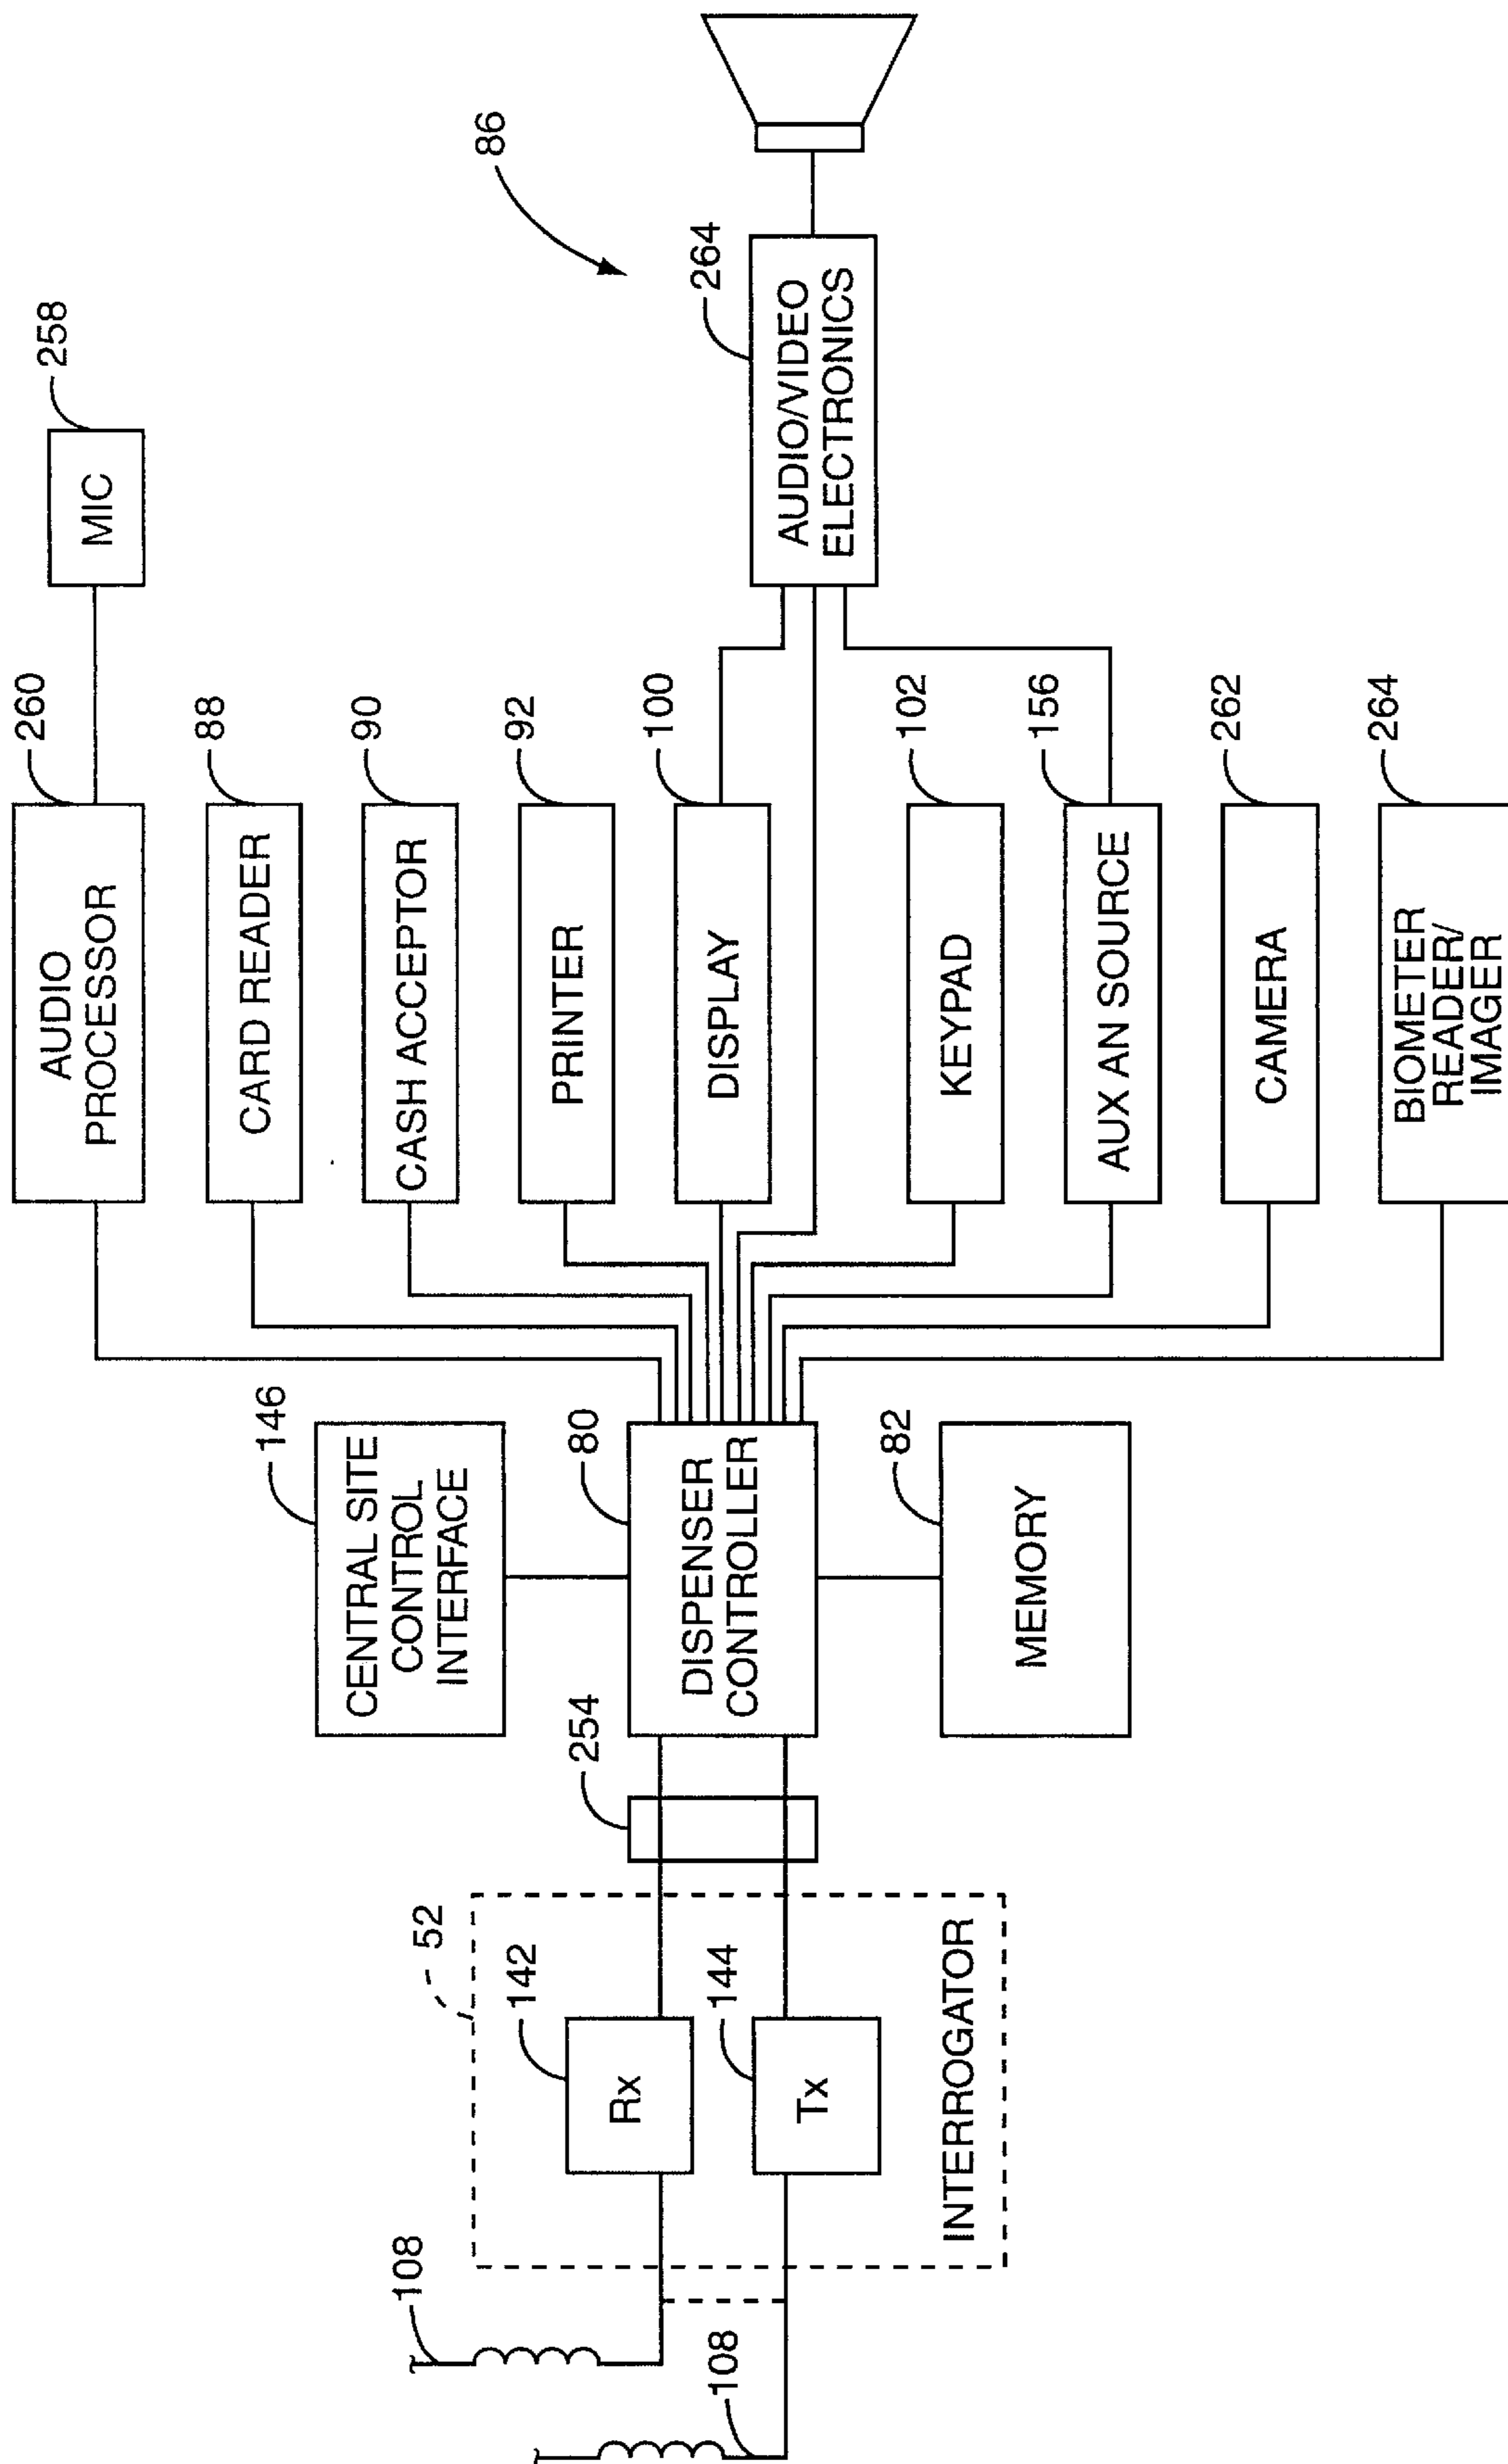 108
108
52
142
Rx
144
Tx
INTERROGATOR
254
146
CENTRAL SITE
CONTROL
INTERFACE
80
DISPENSER
CONTROLLER
82
MEMORY
260
AUDIO
PROCESSOR
258
MIC
88
CARD READER
90
CASH ACCEPTOR
92
PRINTER
100
DISPLAY
102
KEYPAD
156
AUX AN SOURCE
262
CAMERA
264
BIOMETER
READER/
IMAGER
264
AUDIO/VIDEO
ELECTRONICS
86